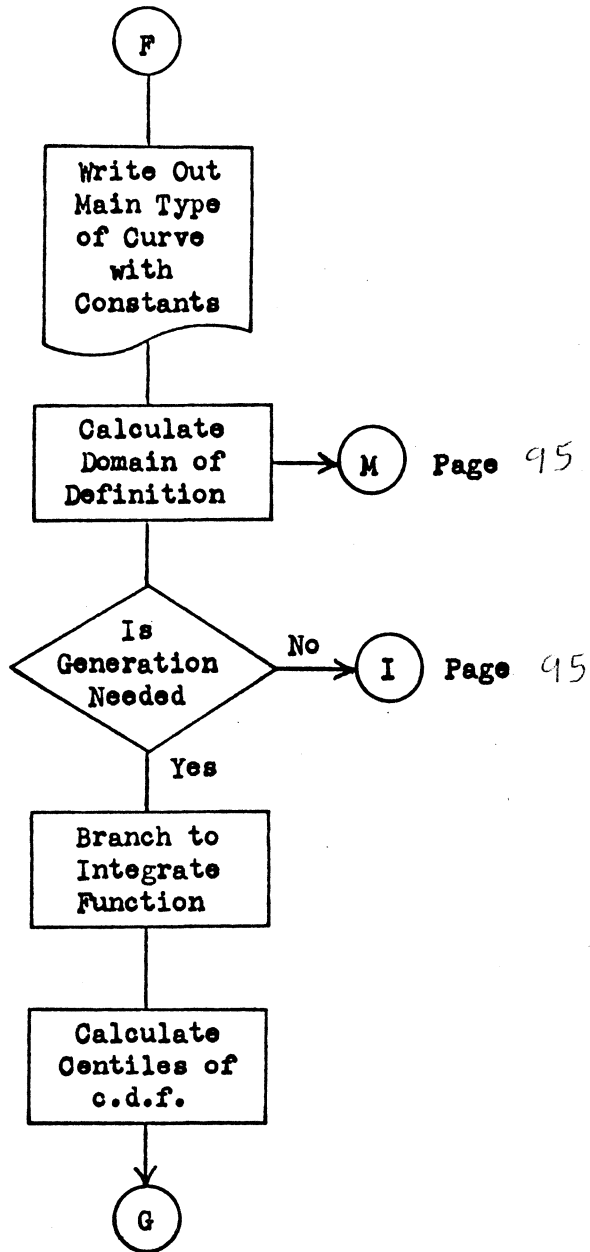 F
Write Out
Main Type
of Curve
with
Constants
Calculate
Domain of
Definition
M Page 95
Is
Generation
Needed
No
I Page 95
Yes
Branch to
Integrate
Function
Calculate
Centiles of
c.d.f.
G